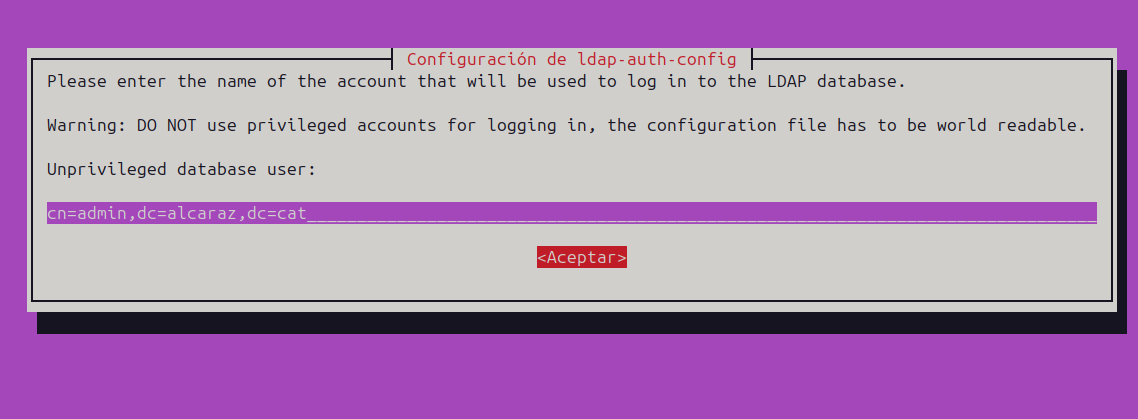 Configuración de ldap-auth-config
Please enter the name of the account that will be used to log in to the LDAP database.
Warning: DO NOT use privileged accounts for logging in, the configuration file has to be world readable.
Unprivileged database user:
cn=admin,dc=alcaraz,dc=cat
<Aceptar>